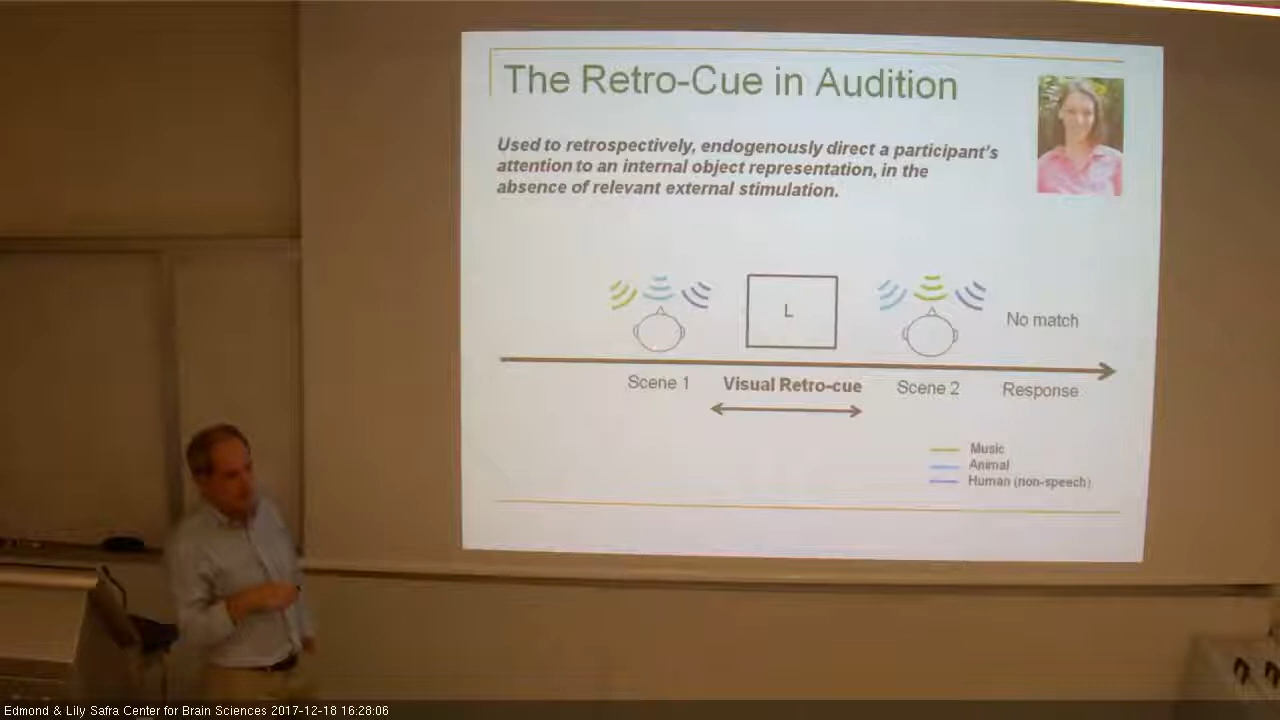 The Retro-Cue in Audition
Used to retrospectively, endogenously direct a participant's
attention to an internal object representation, in the
absence of relevant external stimulation.
L
No match
Scene 1
Visual Retro-cue
Scene 2
Response
Music
Animal
Human (non-speech)
Edmond & Lily Safra Center for Brain Sciences 2017-12-18 16:28:06